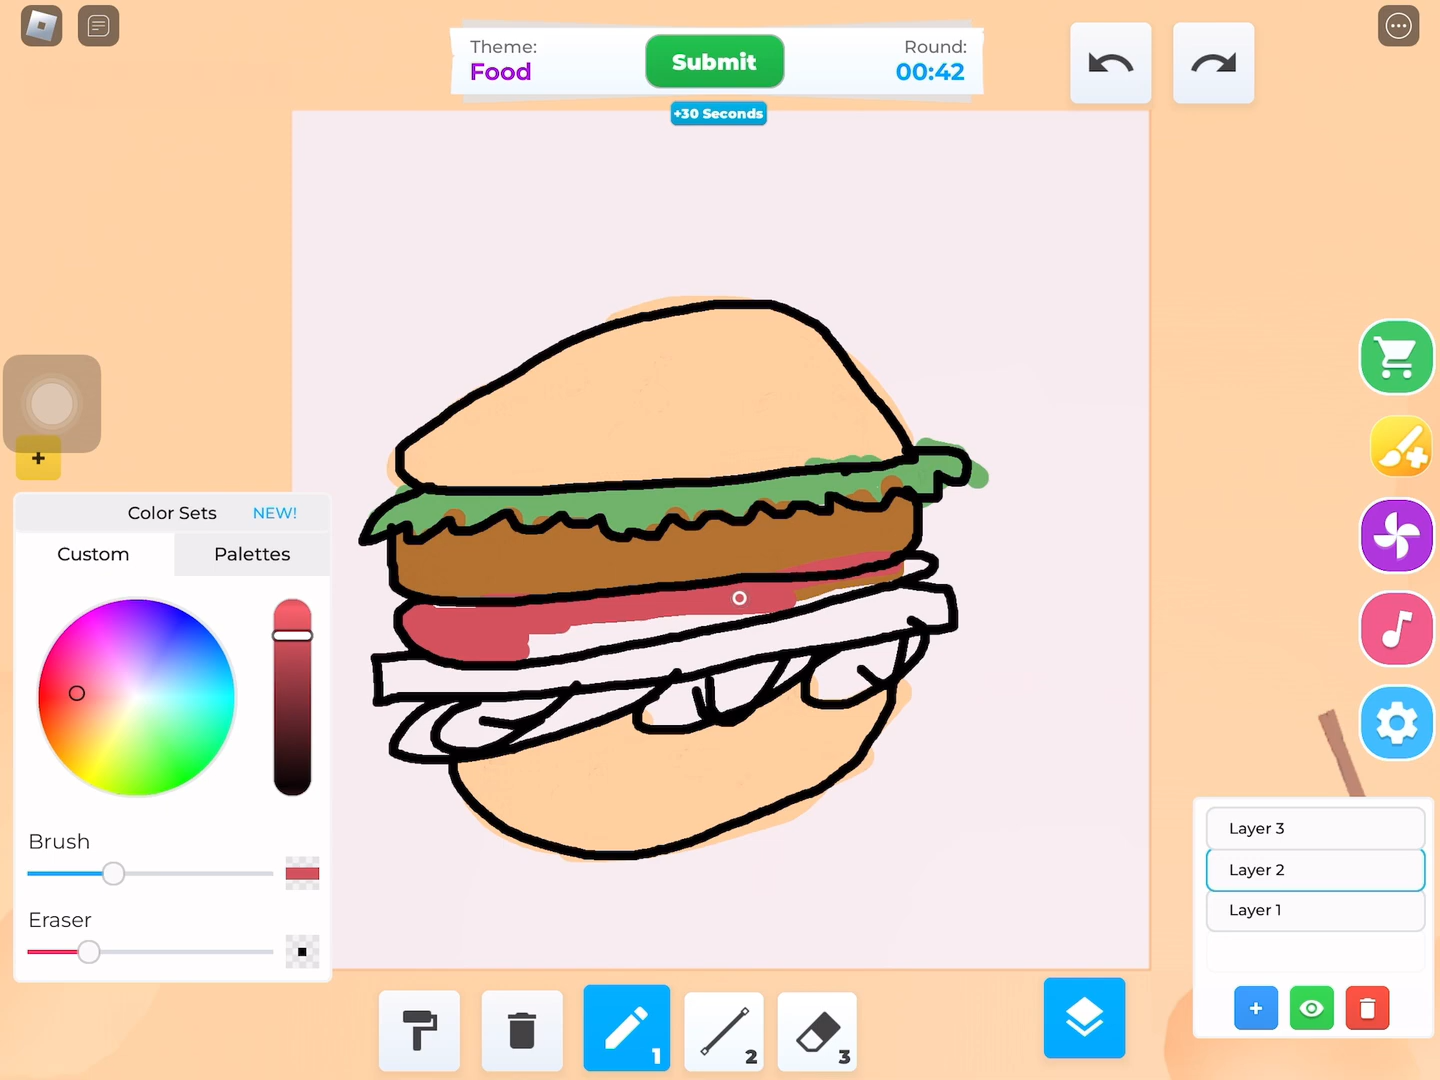 Theme:
Food
Submit
Round:
00:42
+30 Seconds
+
Color Sets NEW!
Custom Palettes
Brush
Eraser
1
2
3
Layer 3
Layer 2
Layer 1
+